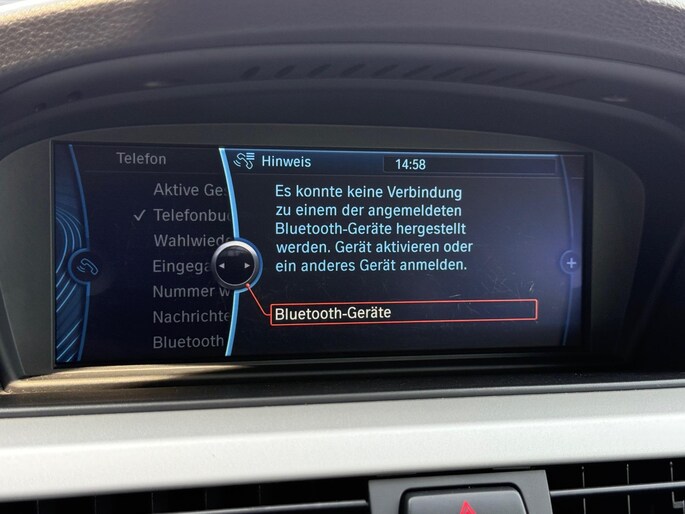 Telefon
Hinweis
14:58
Aktive Ge
✓ Telefonbu
Wahlwied
Eingega
Nummer w
Nachrichte
Bluetooth
Es konnte keine Verbindung
zu einem der angemeldeten
Bluetooth-Geräte hergestellt
werden. Gerät aktivieren oder
ein anderes Gerät anmelden.
Bluetooth-Geräte